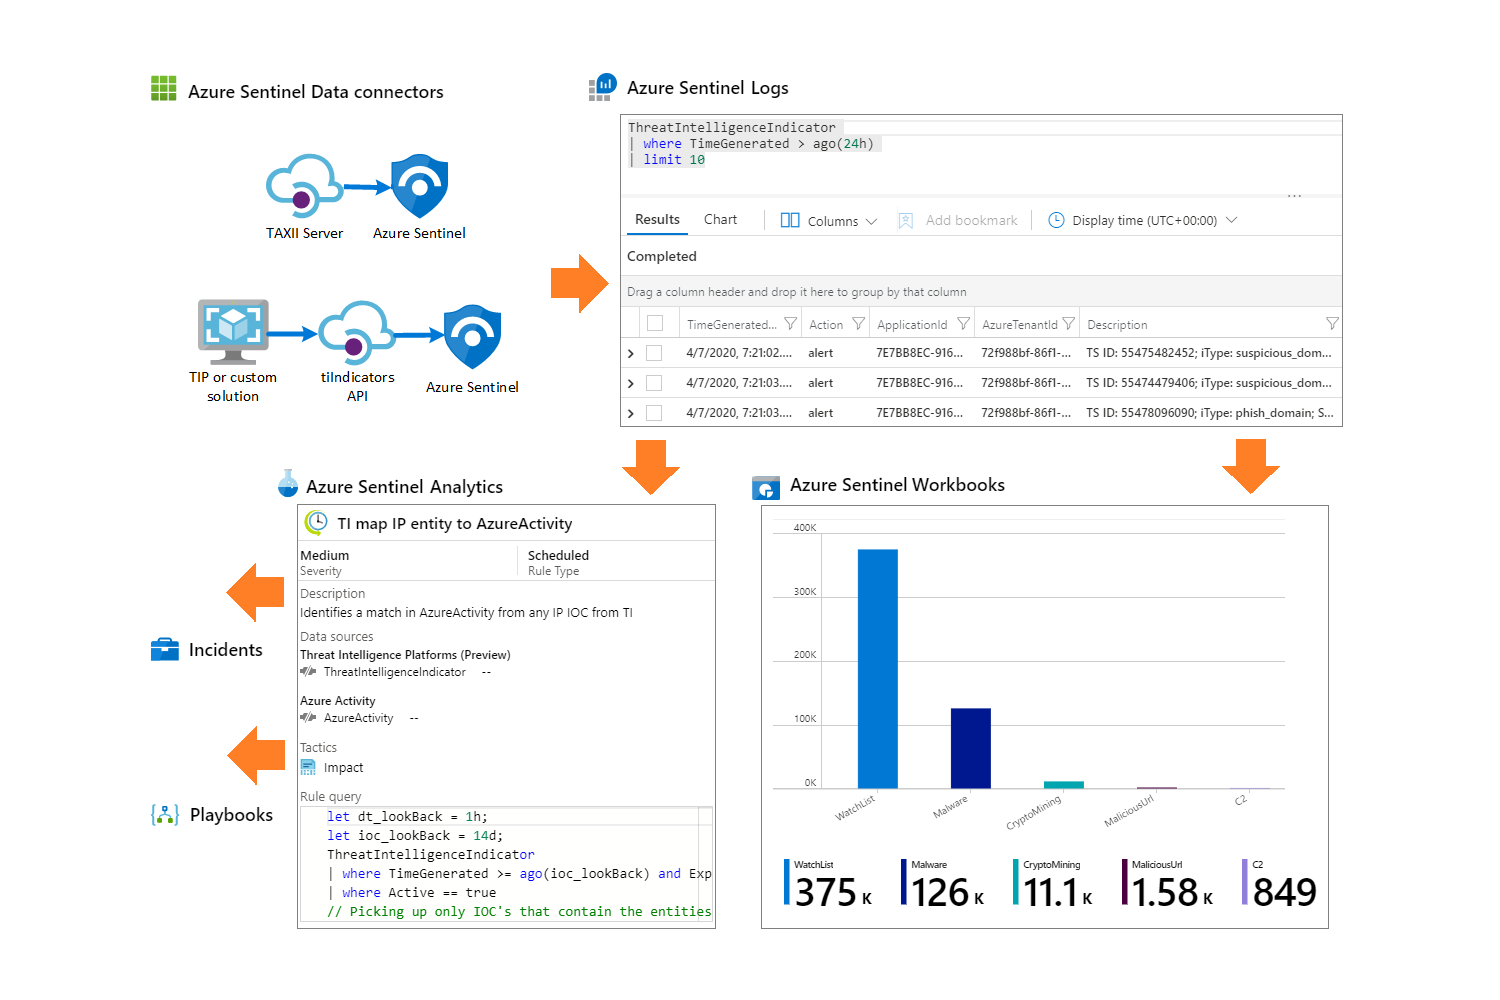 Azure Sentinel Data connectors
TAXII Server
Azure Sentinel
TIP or custom
solution
tiIndicators
API
Azure Sentinel
Azure Sentinel Logs
ThreatIntelligenceIndicator
| where TimeGenerated > ago(24h)
| limit 10
...
Results Chart Columns Add bookmark Display time (UTC+00:00)
Completed
Drag a column header and drop it here to group by that column
TimeGenerated... Action ApplicationId AzureTenantId Description
4/7/2020, 7:21:02.... alert 7E7BB8EC-916... 72f988bf-86f1-... TS ID: 55475482452; iType: suspicious_dom...
4/7/2020, 7:21:03.... alert 7E7BB8EC-916... 72f988bf-86f1-... TS ID: 55474479406; iType: suspicious_dom...
4/7/2020, 7:21:03.... alert 7E7BB8EC-916... 72f988bf-86f1-... TS ID: 55478096090; iType: phish_domain; S...
Azure Sentinel Analytics
TI map IP entity to AzureActivity
Medium
Severity
Scheduled
Rule Type
Description
Identifies a match in AzureActivity from any IP IOC from TI
Data sources
Threat Intelligence Platforms (Preview)
ThreatIntelligenceIndicator --
Azure Activity
AzureActivity --
Tactics
Impact
Rule query
let dt_lookBack = 1h;
let ioc_lookBack = 14d;
ThreatIntelligenceIndicator
| where TimeGenerated >= ago(ioc_lookBack) and Exp
| where Active == true
// Picking up only IOC's that contain the entities
Incidents
Playbooks
Azure Sentinel Workbooks
400K
300K
200K
100K
0K
WatchList
Malware
CryptoMining
MaliciousUrl
C2
WatchList
375 K
Malware
126 K
CryptoMining
11.1 K
MaliciousUrl
1.58 K
C2
849